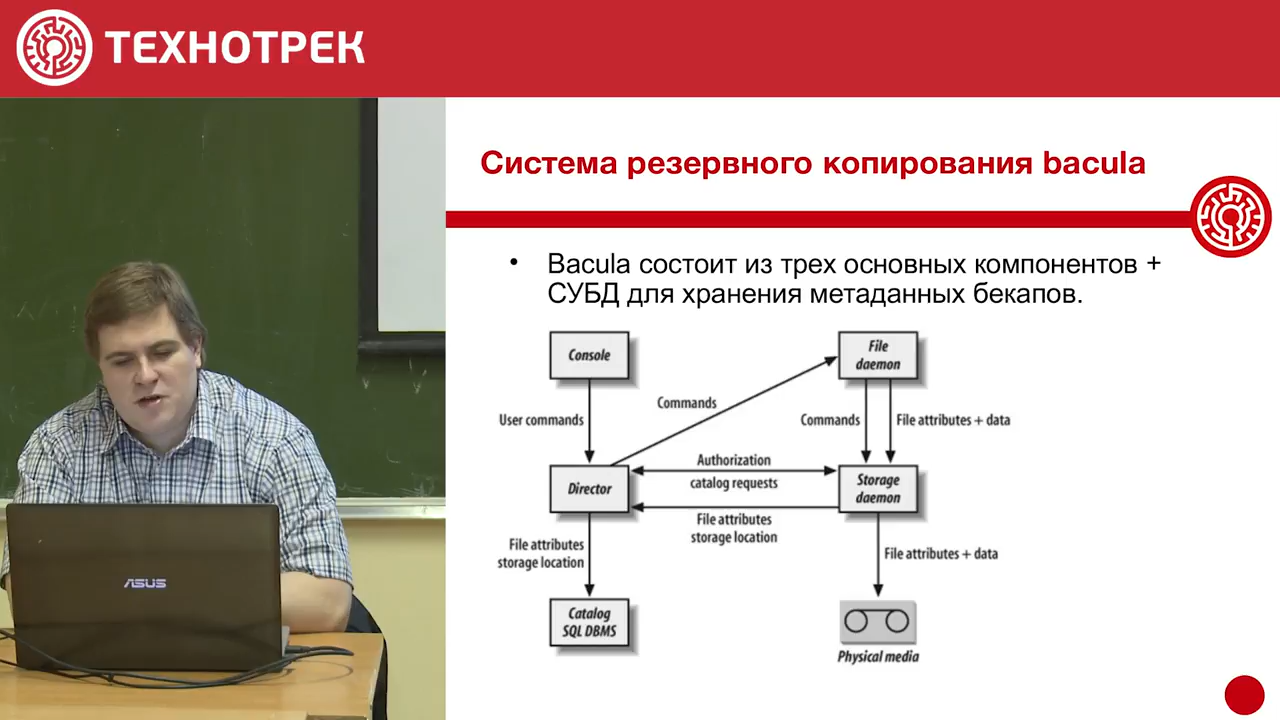 ТЕХНОТРЕК
Система резервного копирования bacula
• Bacula состоит из трех основных компонентов +
СУБД для хранения метаданных бекапов.
Console
File
daemon
Commands
User commands
Commands
File attributes + data
Authorization
catalog requests
Director
Storage
daemon
File attributes
storage location
File attributes
storage location
File attributes + data
Catalog
SQL DBMS
Physical media
ASUS